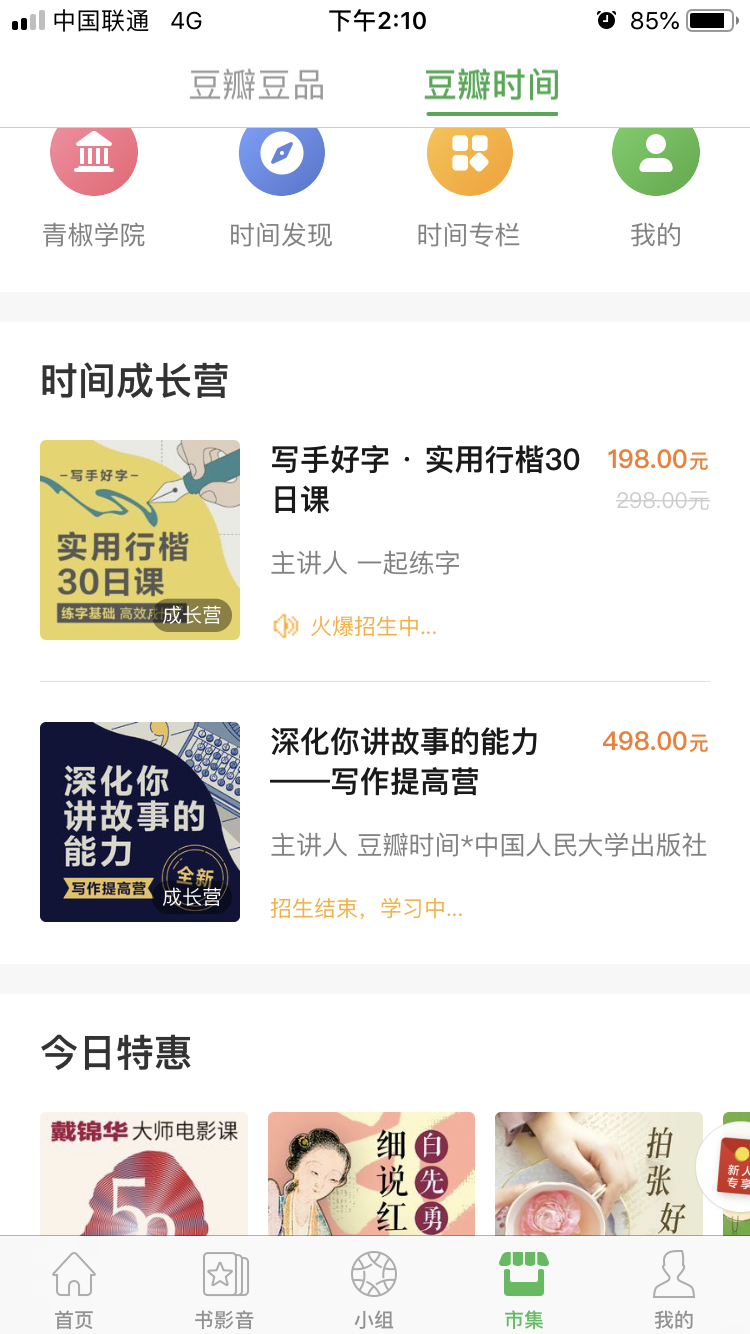 中国联通 4G 下午2:10 85%
豆瓣豆品 豆瓣时间
青椒学院 时间发现 时间专栏 我的
时间成长营
写手好字
实用行楷
30日课
练字基础 高效
成长营
写手好字 · 实用行楷30 198.00元
日课 298.00元
主讲人 一起练字
火爆招生中...
深化你
讲故事的
能力
全新
写作提高营
成长营
深化你讲故事的能力 498.00元
——写作提高营
主讲人 豆瓣时间*中国人民大学出版社
招生结束，学习中...
今日特惠
戴锦华大师电影课
50
细说红
白先勇
拍张好
新人
专享
首页 书影音 小组 市集 我的